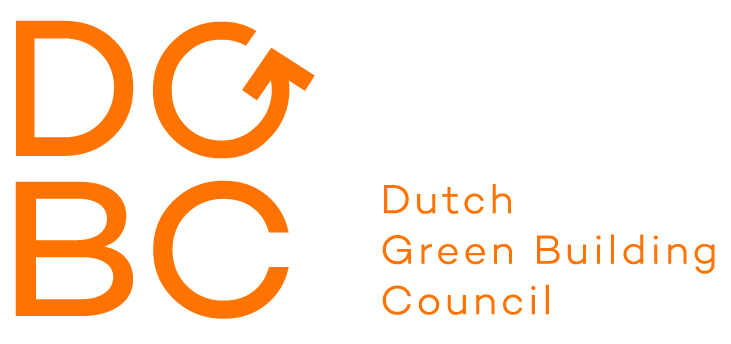 DG
BC
Dutch
Green Building
Council